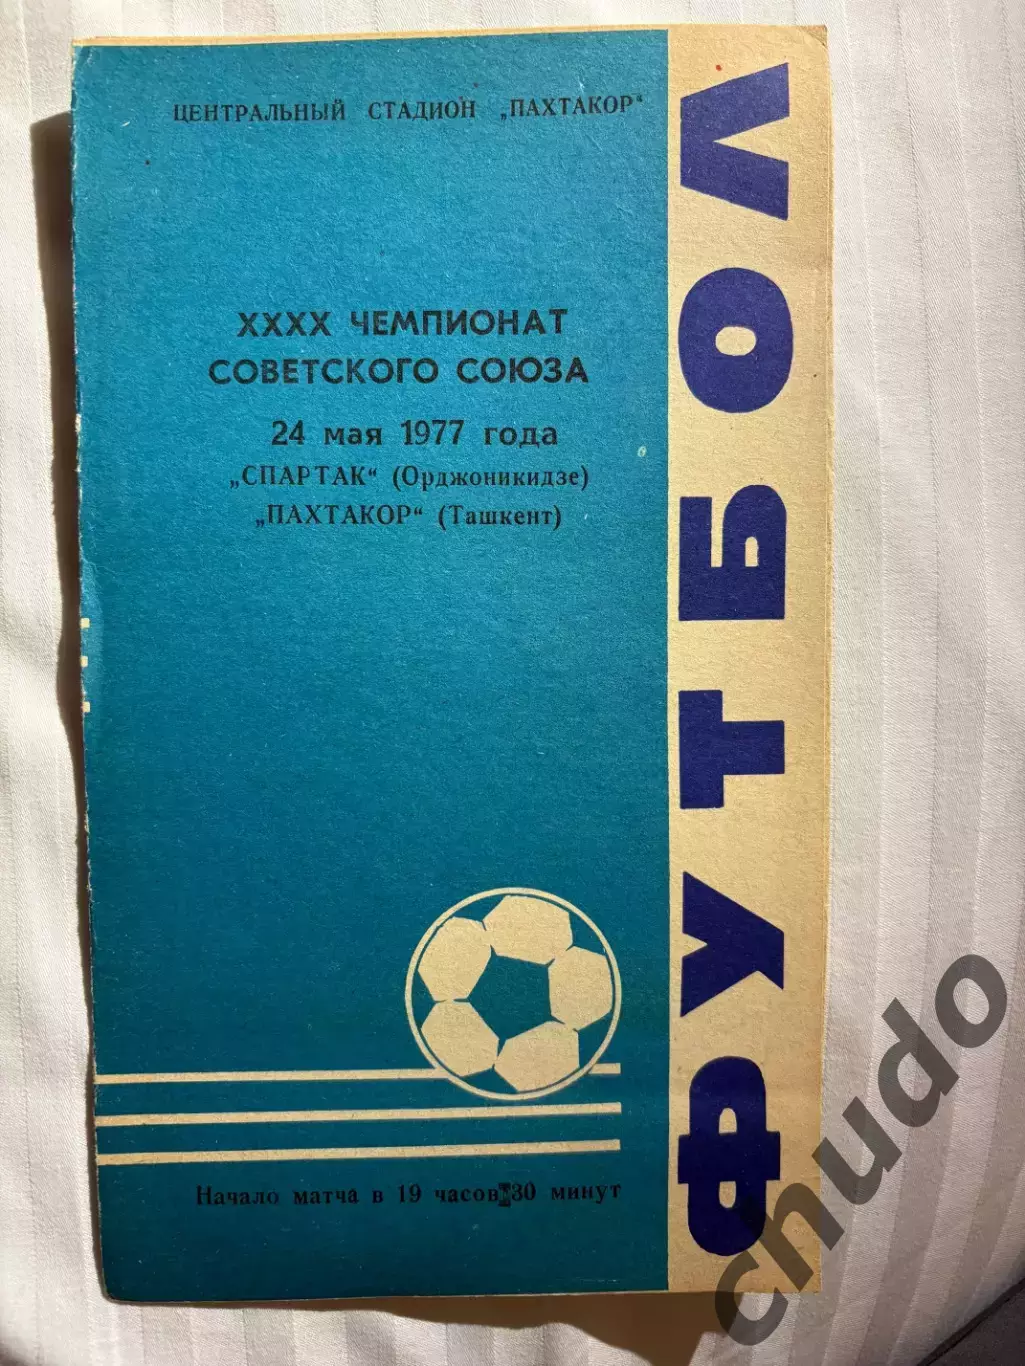 ЦЕНТРАЛЬНЫЙ СТАДИОН „ПАХТАКОР“
XXXX ЧЕМПИОНАТ
СОВЕТСКОГО СОЮЗА
24 мая 1977 года
„СПАРТАК“ (Орджоникидзе)
„ПАХТАКОР“ (Ташкент)
Начало матча в 19 часов 30 минут
ФУТБОЛ
cnudo